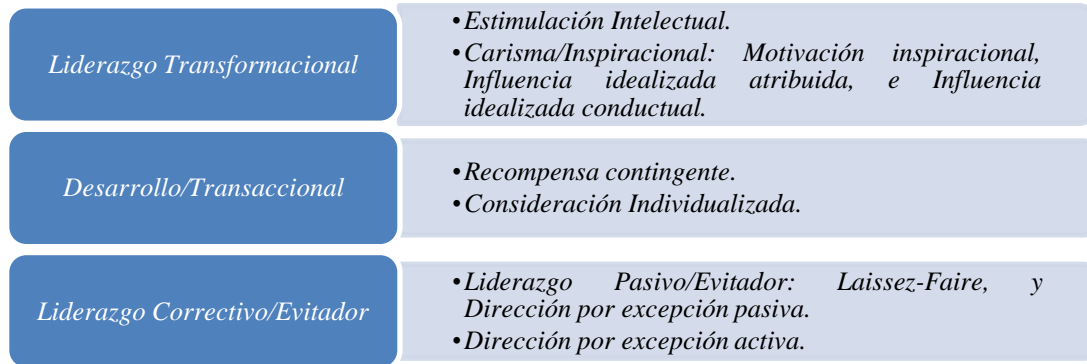 Liderazgo Transformacional
•Estimulación Intelectual.
•Carisma/Inspiracional: Motivación inspiracional,
Influencia idealizada atribuida, e Influencia
idealizada conductual.
Desarrollo/Transaccional
•Recompensa contingente.
•Consideración Individualizada.
Liderazgo Correctivo/Evitador
•Liderazgo Pasivo/Evitador: Laissez-Faire, y
Dirección por excepción pasiva.
•Dirección por excepción activa.